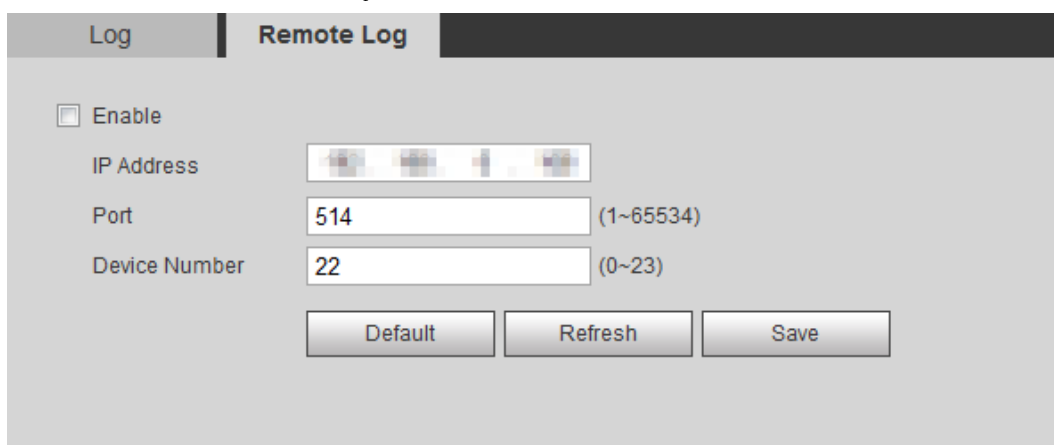 Log Remote Log
Enable
IP Address
Port 514 (1~65534)
Device Number 22 (0~23)
Default Refresh Save